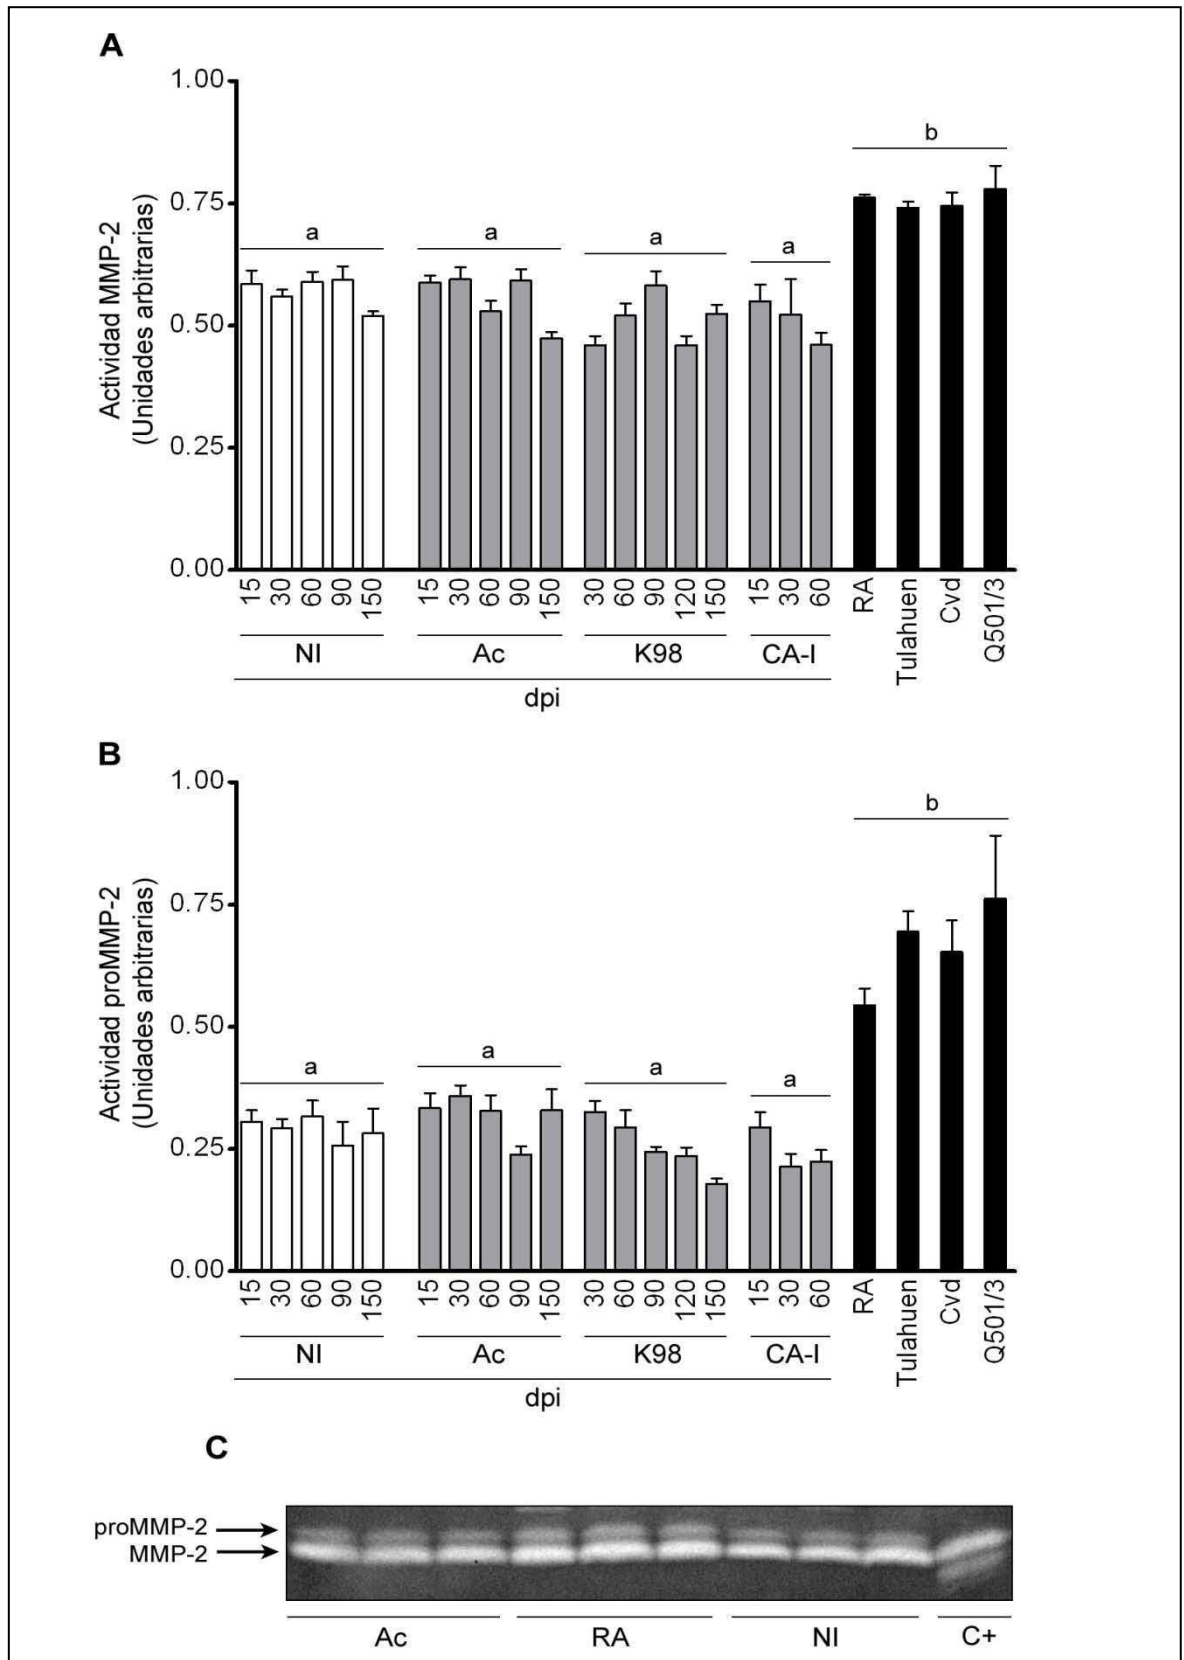 A
Actividad MMP-2
(Unidades arbitrarias)
1.00
0.75
0.50
0.25
0.00
a a a a b
15 30 60 90 150 15 30 60 90 150 30 60 90 120 150 15 30 60 RA Tulahuen Cvd Q501/3
NI Ac K98 CA-I
dpi
B
Actividad proMMP-2
(Unidades arbitrarias)
1.00
0.75
0.50
0.25
0.00
a a a a b
15 30 60 90 150 15 30 60 90 150 30 60 90 120 150 15 30 60 RA Tulahuen Cvd Q501/3
NI Ac K98 CA-I
dpi
C
proMMP-2
MMP-2
Ac RA NI C+